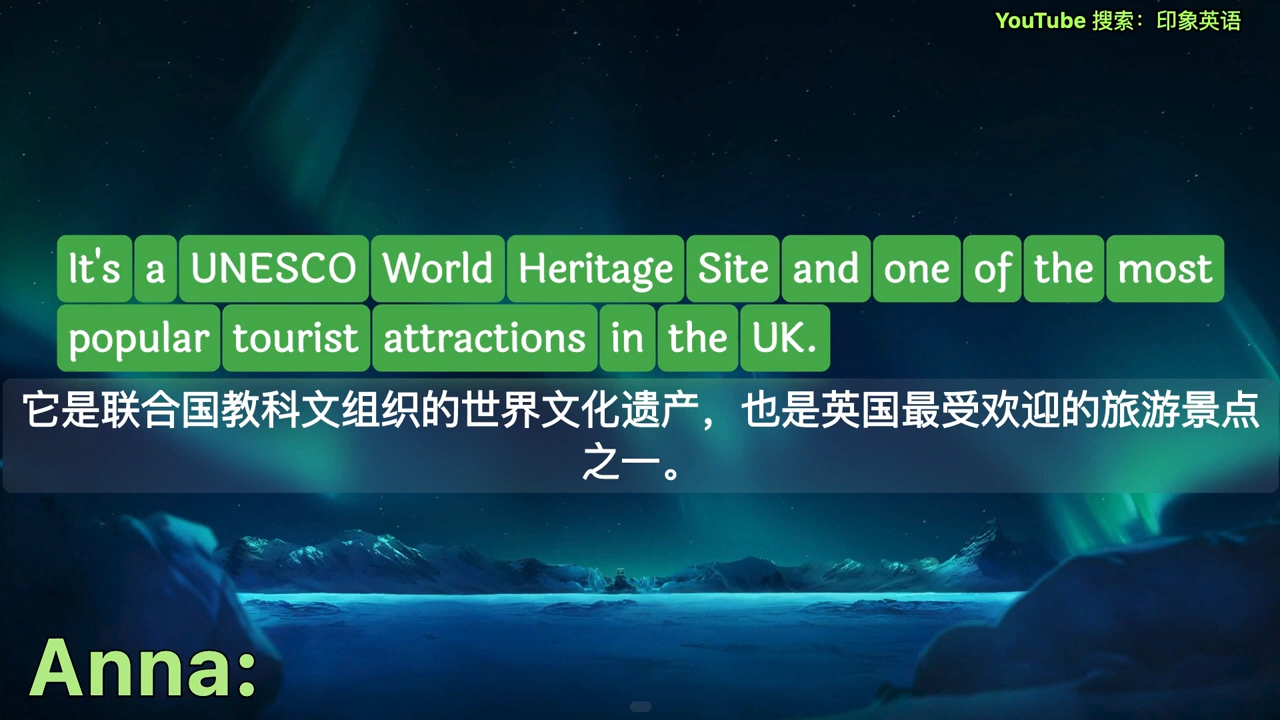 YouTube 搜索：印象英语
It's a UNESCO World Heritage Site and one of the most
popular tourist attractions in the UK.
它是联合国教科文组织的世界文化遗产，也是英国最受欢迎的旅游景点
之一。
Anna: